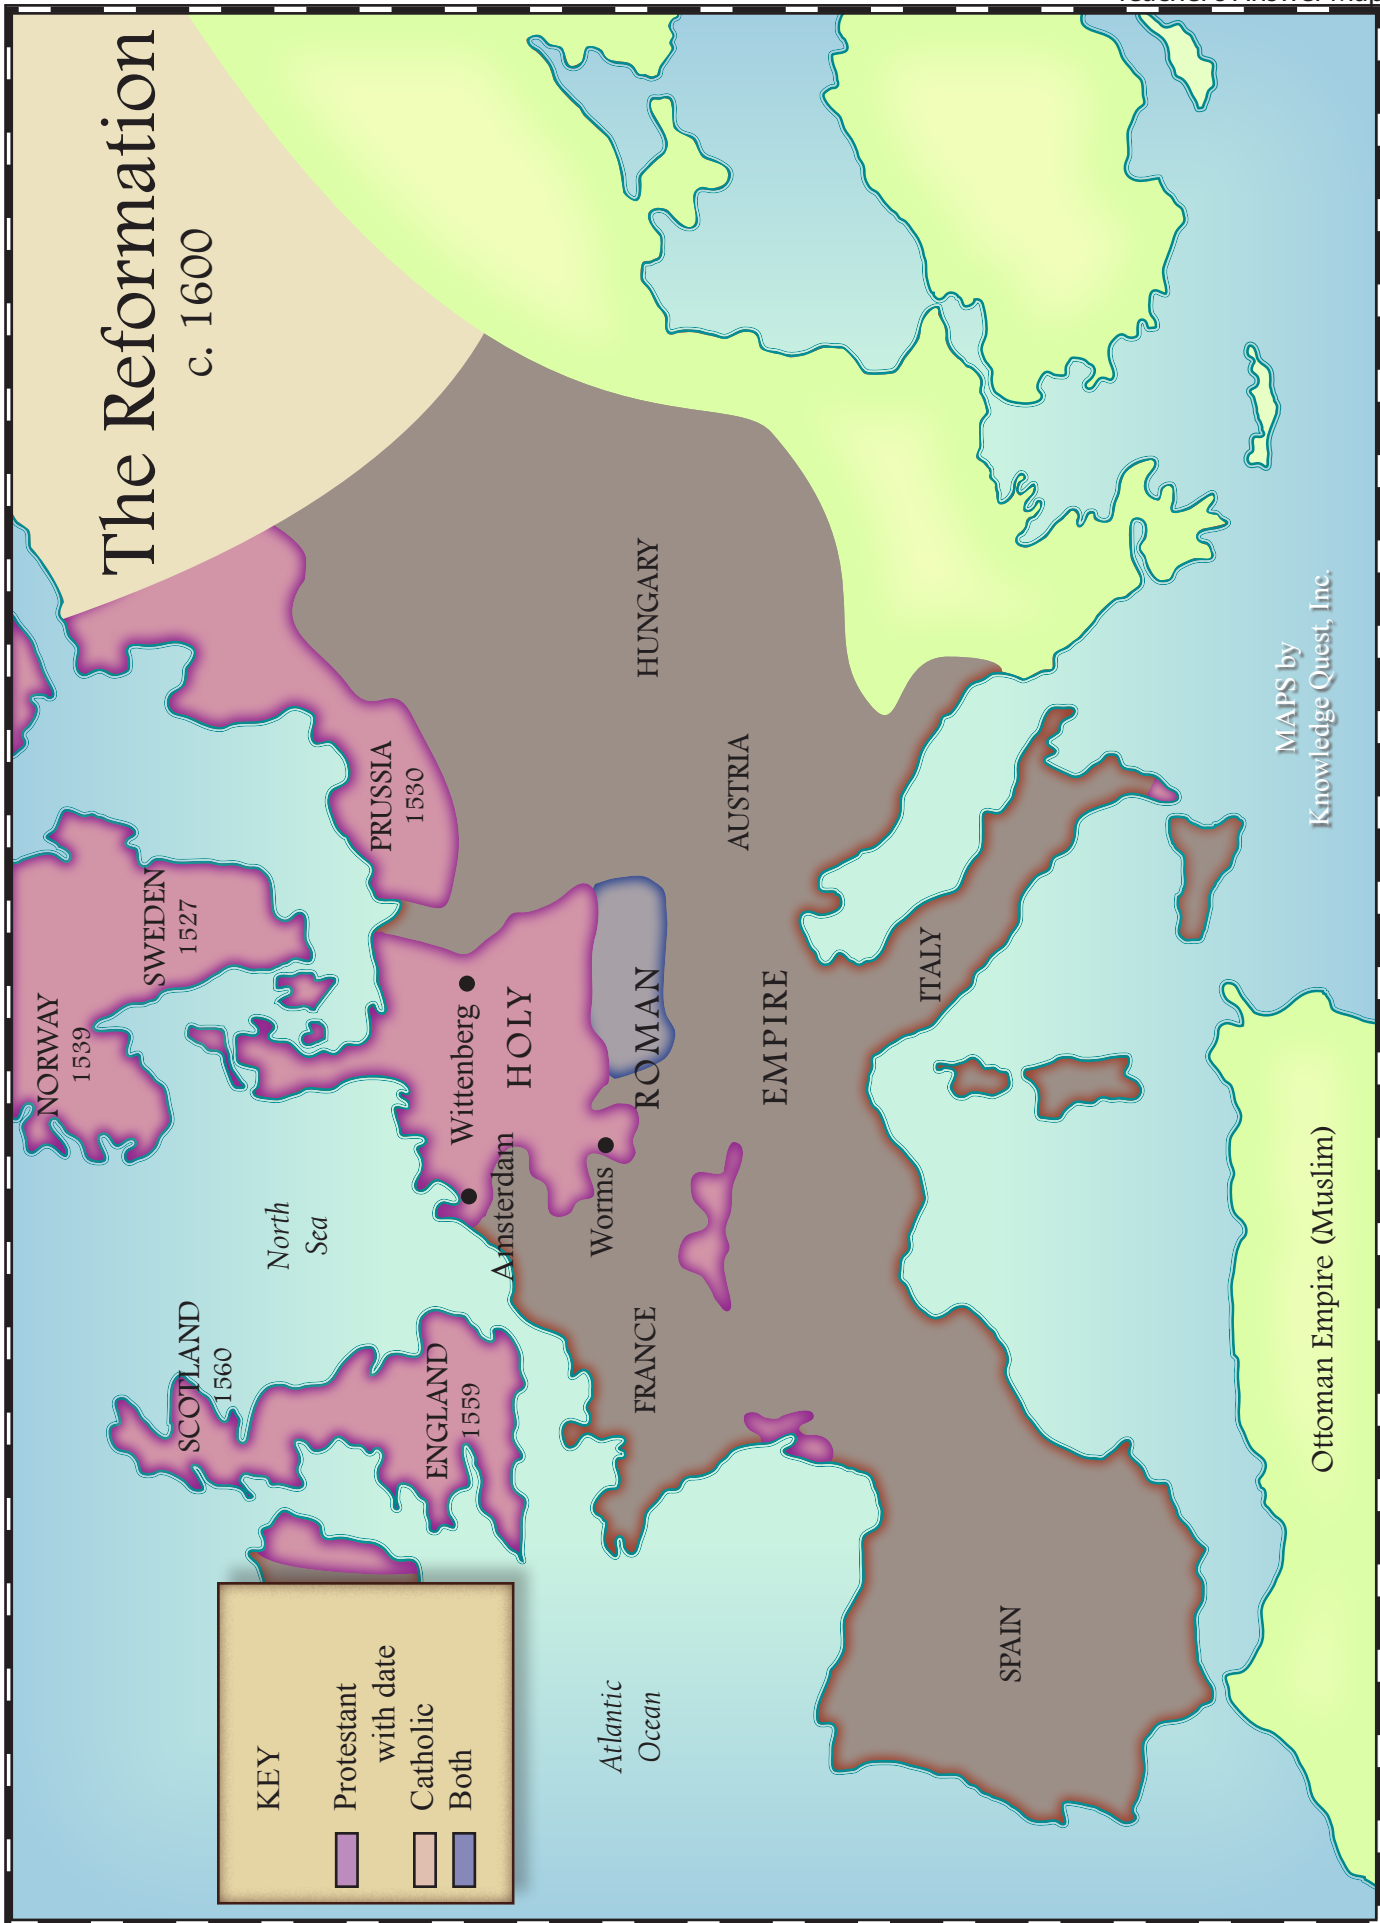 The Reformation
c. 1600
NORWAY
1539
SWEDEN
1527
SCOTLAND
1560
North
Sea
ENGLAND
1559
PRUSSIA
1530
Wittenberg
HOLY
Amsterdam
Worms
ROMAN
HUNGARY
FRANCE
AUSTRIA
EMPIRE
ITALY
Atlantic
Ocean
SPAIN
Ottoman Empire (Muslim)
KEY
Protestant
with date
Catholic
Both
MAPS by
Knowledge Quest, Inc.